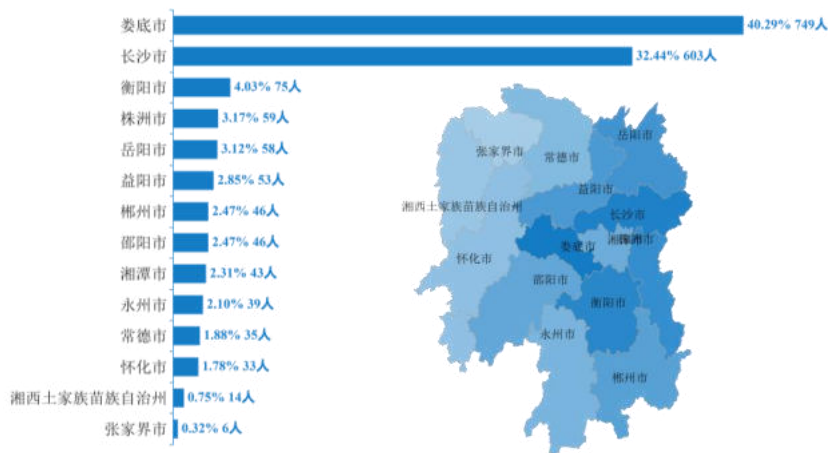 娄底市 40.29% 749人
长沙市 32.44% 603人
衡阳市 4.03% 75人
株洲市 3.17% 59人
岳阳市 3.12% 58人
益阳市 2.85% 53人
郴州市 2.47% 46人
邵阳市 2.47% 46人
湘潭市 2.31% 43人
永州市 2.10% 39人
常德市 1.88% 35人
怀化市 1.78% 33人
湘西土家族苗族自治州 0.75% 14人
张家界市 0.32% 6人
岳阳市
张家界市
常德市
益阳市
湘西土家族苗族自治州
长沙市
娄底市
怀化市
邵阳市
衡阳市
永州市
郴州市